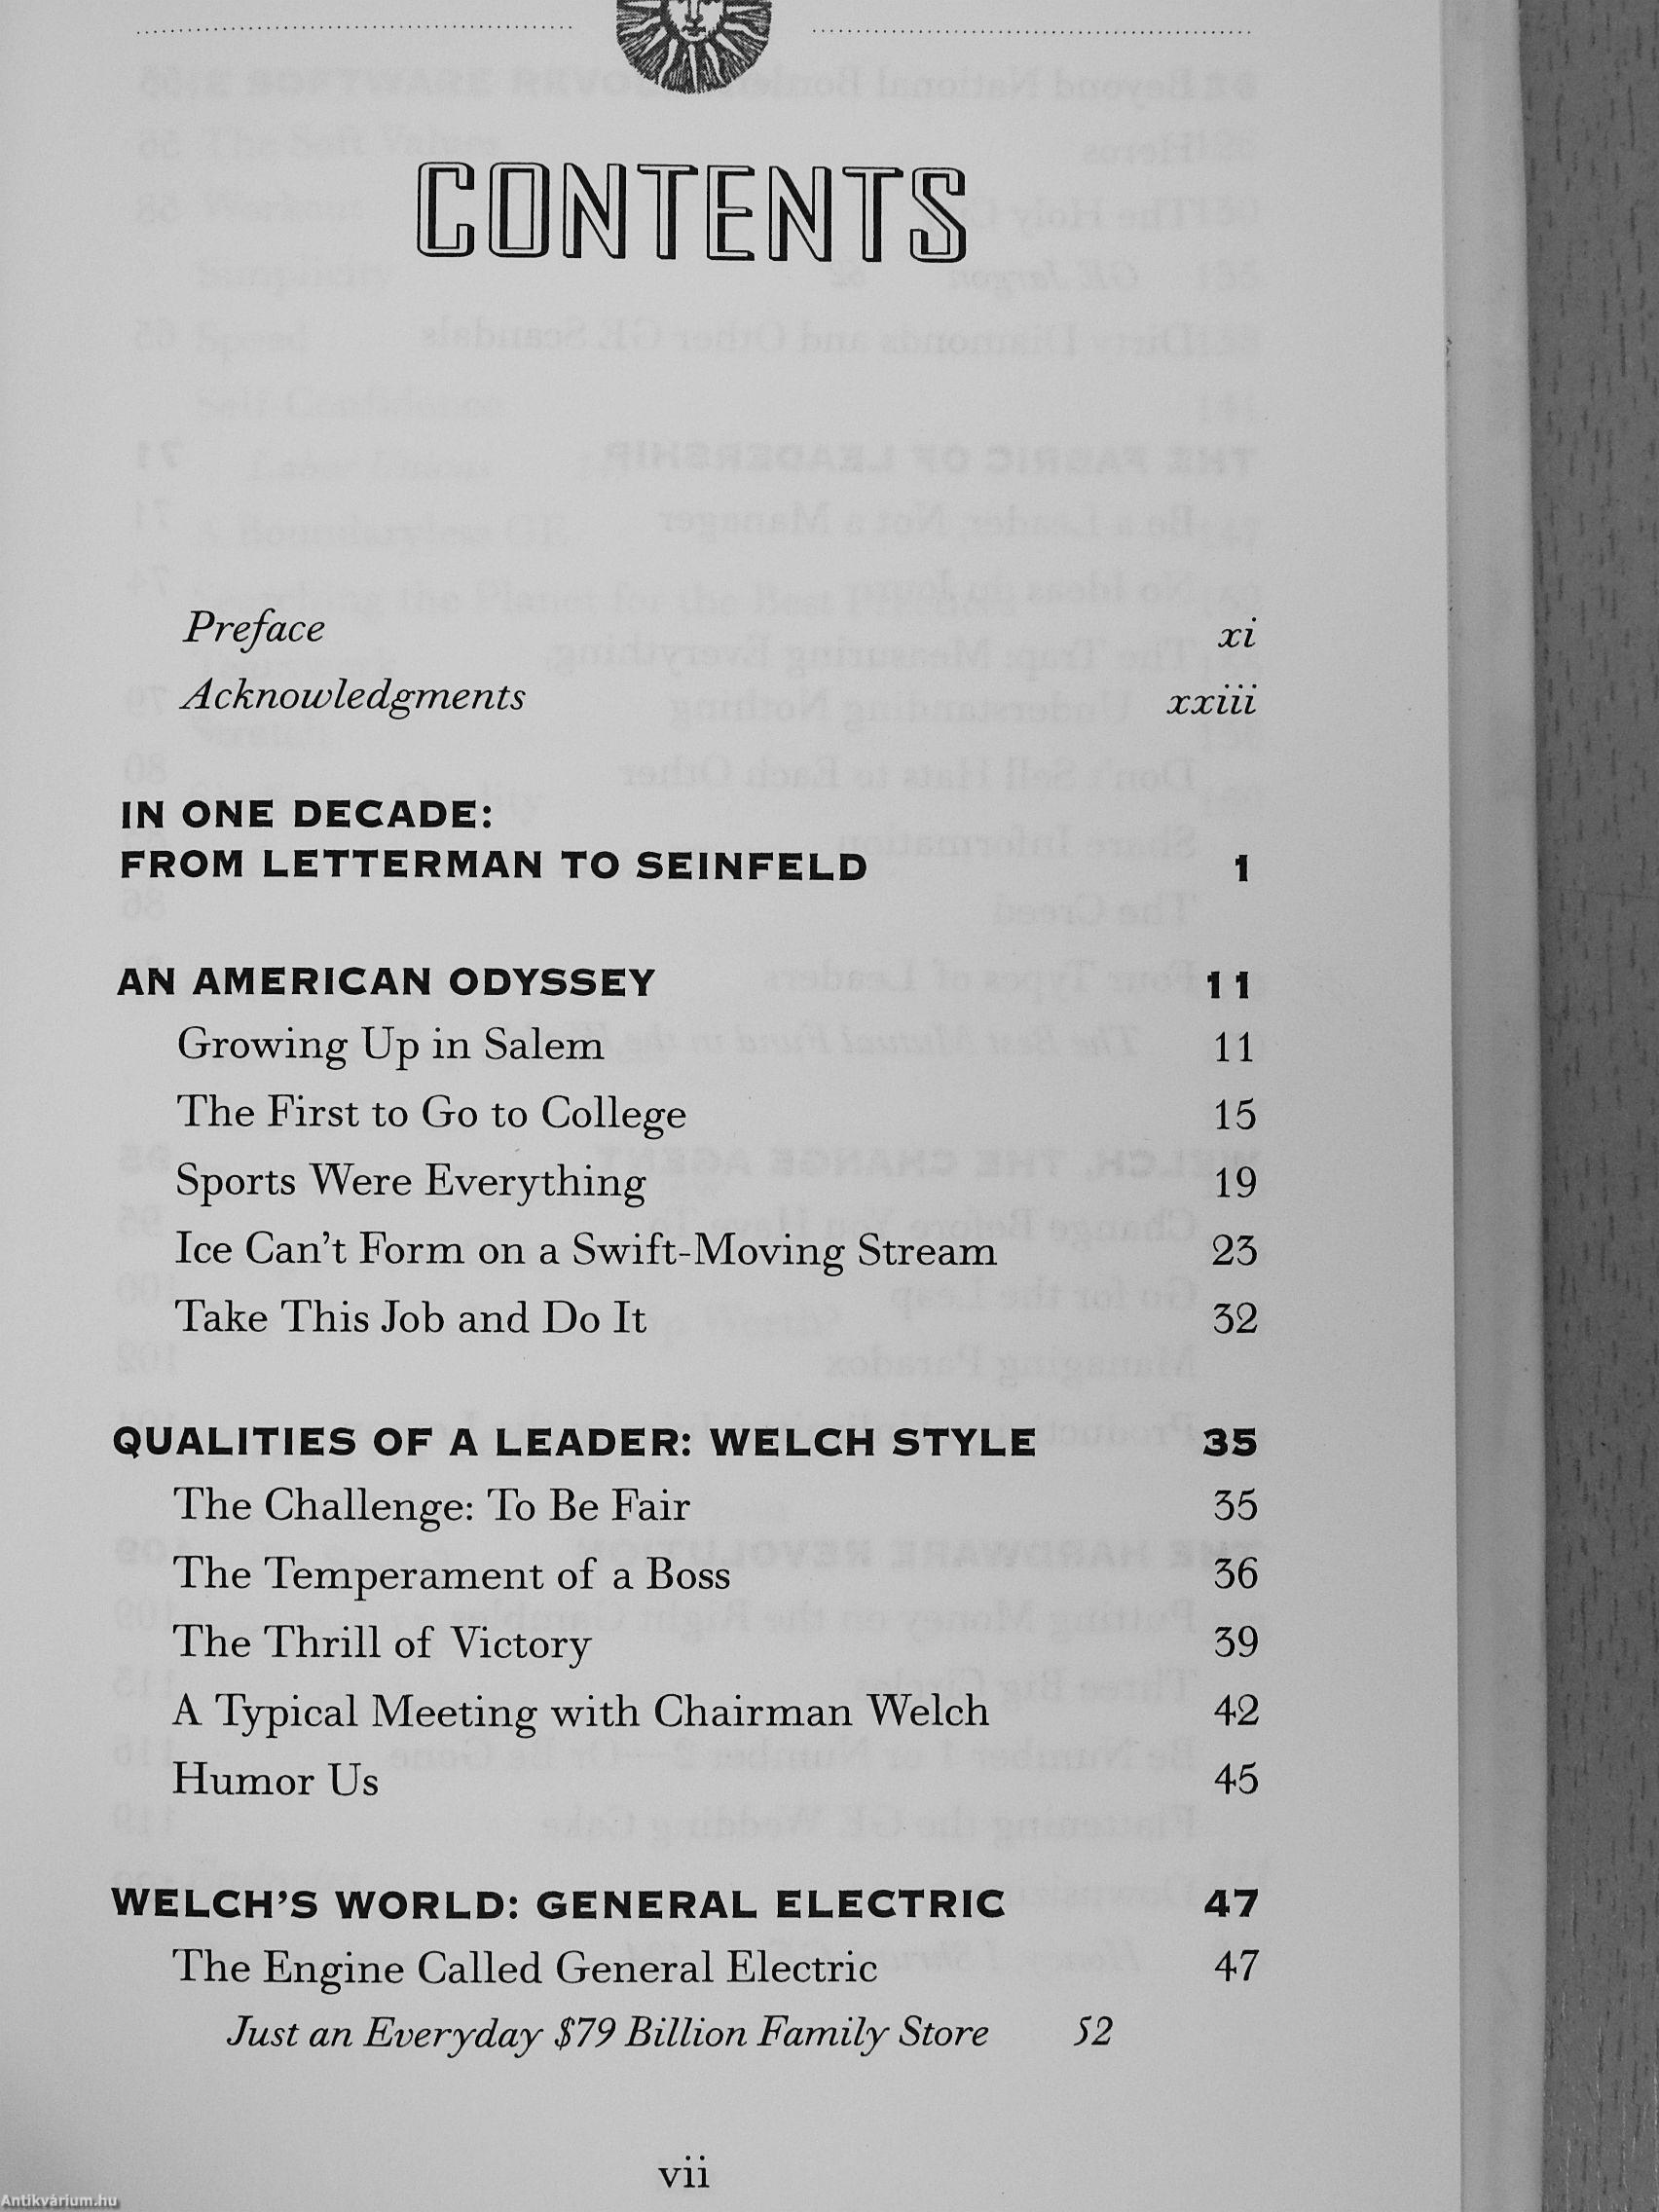 CONTENTS
Preface xi
Acknowledgments xxiii
IN ONE DECADE:
FROM LETTERMAN TO SEINFELD 1
AN AMERICAN ODYSSEY 11
Growing Up in Salem 11
The First to Go to College 15
Sports Were Everything 19
Ice Can't Form on a Swift-Moving Stream 23
Take This Job and Do It 32
QUALITIES OF A LEADER: WELCH STYLE 35
The Challenge: To Be Fair 35
The Temperament of a Boss 36
The Thrill of Victory 39
A Typical Meeting with Chairman Welch 42
Humor Us 45
WELCH'S WORLD: GENERAL ELECTRIC 47
The Engine Called General Electric 47
Just an Everyday $79 Billion Family Store 52
vii
Antikvárium.hu